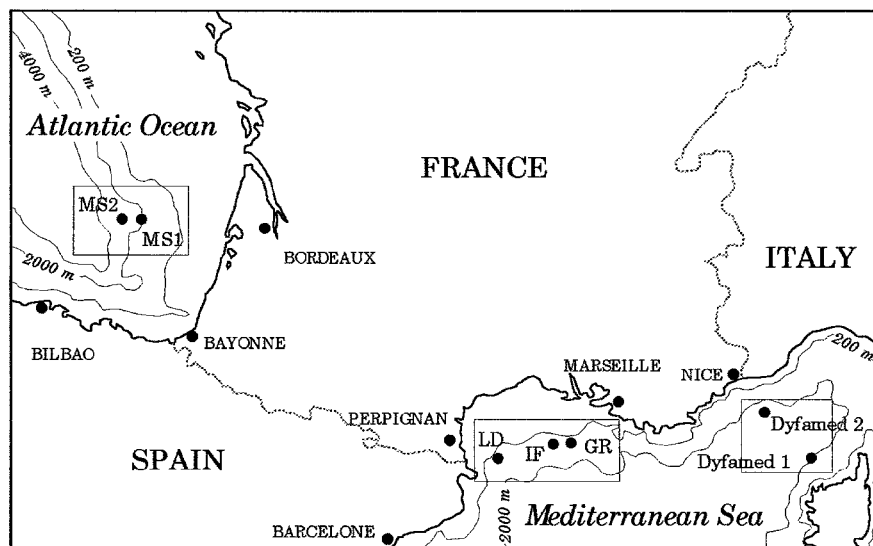 4000 m
200 m
Atlantic Ocean
FRANCE
MS2
MS1
BORDEAUX
ITALY
2000 m
BILBAO
BAYONNE
MARSEILLE
NICE
200 m
PERPIGNAN
LD
IF
GR
Dyfamed 2
Dyfamed 1
SPAIN
2000 m
Mediterranean Sea
BARCELONE